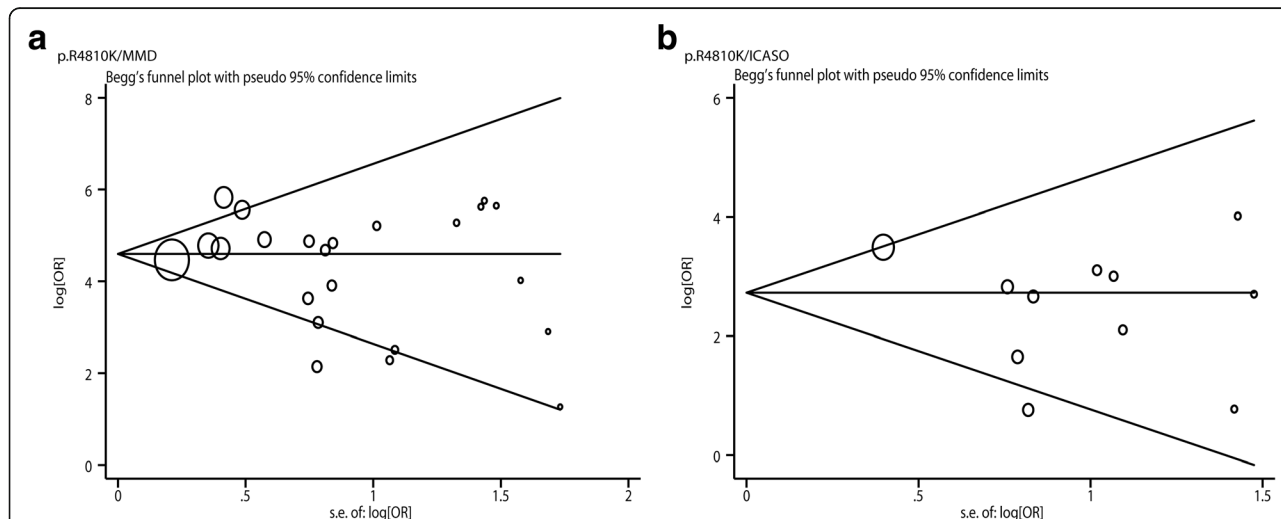 a
p.R4810K/MMD
Begg's funnel plot with pseudo 95% confidence limits
8
6
4
2
0
log[OR]
0 .5 1 1.5 2
s.e. of: log[OR]
b
p.R4810K/ICASO
Begg's funnel plot with pseudo 95% confidence limits
6
4
2
0
log[OR]
0 .5 1 1.5
s.e. of: log[OR]